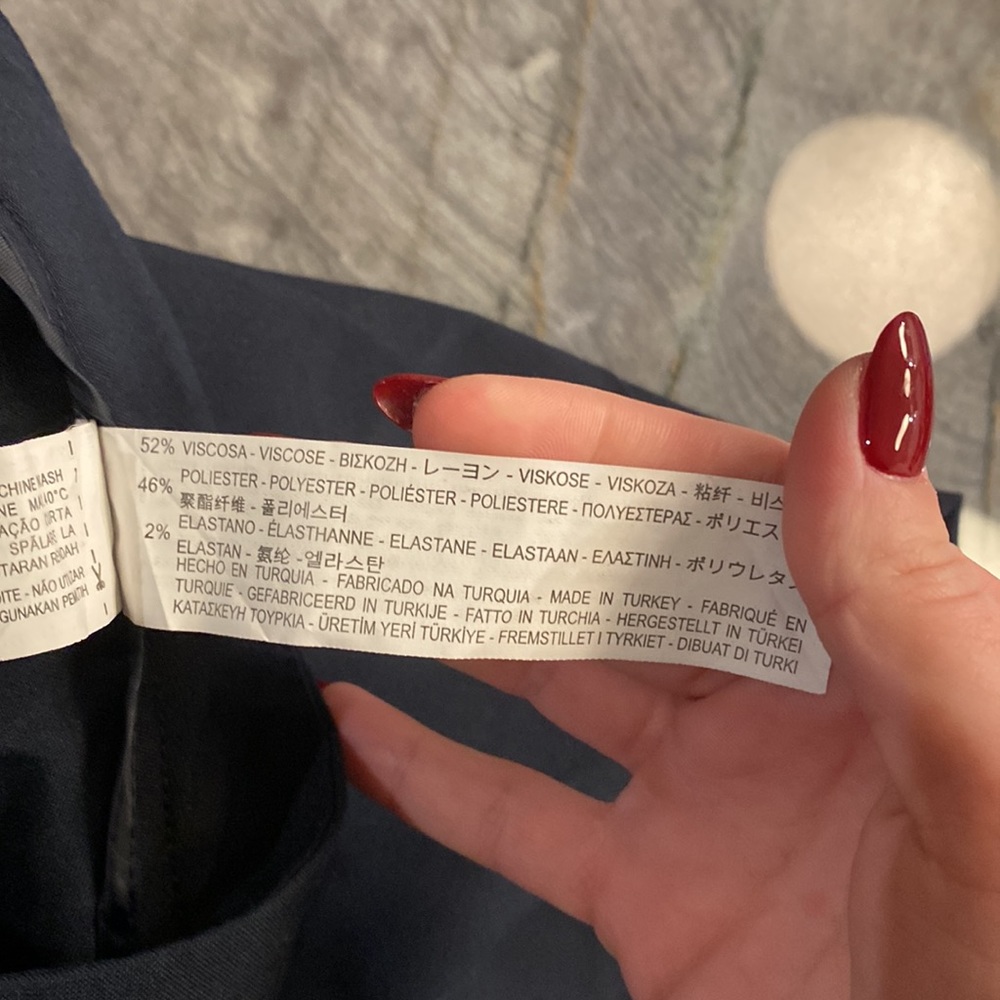 52% VISCOSA - VISCOSE - ΒΙΣΚΟΖΗ - レーヨン - VISKOSE - VISKOZA - 粘纤 - 비스
46% POLIESTER - POLYESTER - POLIÉSTER - POLIESTERE - ΠΟΛΥΕΣΤΕΡΑΣ - ポリエス
聚酯纤维 - 폴리에스터
2% ELASTANO - ÉLASTHANNE - ELASTANE - ELASTAAN - ΕΛΑΣΤΙΝΗ - ポリウレタン
ELASTAN - 氨纶 -엘라스탄
HECHO EN TURQUIA - FABRICADO NA TURQUIA - MADE IN TURKEY - FABRIQUÉ EN
TURQUIE - GEFABRICEERD IN TURKIJE - FATTO IN TURCHIA - HERGESTELLT IN TÜRKEI
ΚΑΤΑΣΚΕΥΗ ΤΟΥΡΚΙΑ - ÜRETİM YERİ TÜRKİYE - FREMSTILLET I TYRKIET - DIBUAT DI TURKI
SPĂLARE LA
- NÃO UTILIZAR